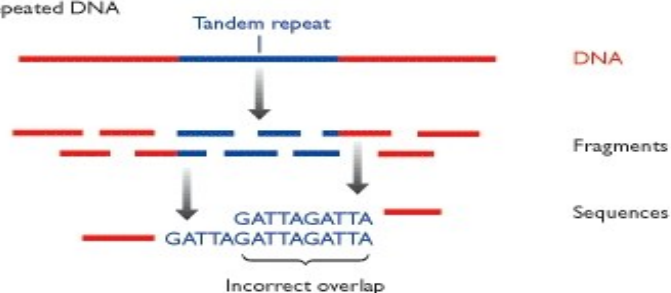 peated DNA
Tandem repeat
DNA
Fragments
GATTAGATTA
Sequences
GATTAGATTAGATTA
Incorrect overlap